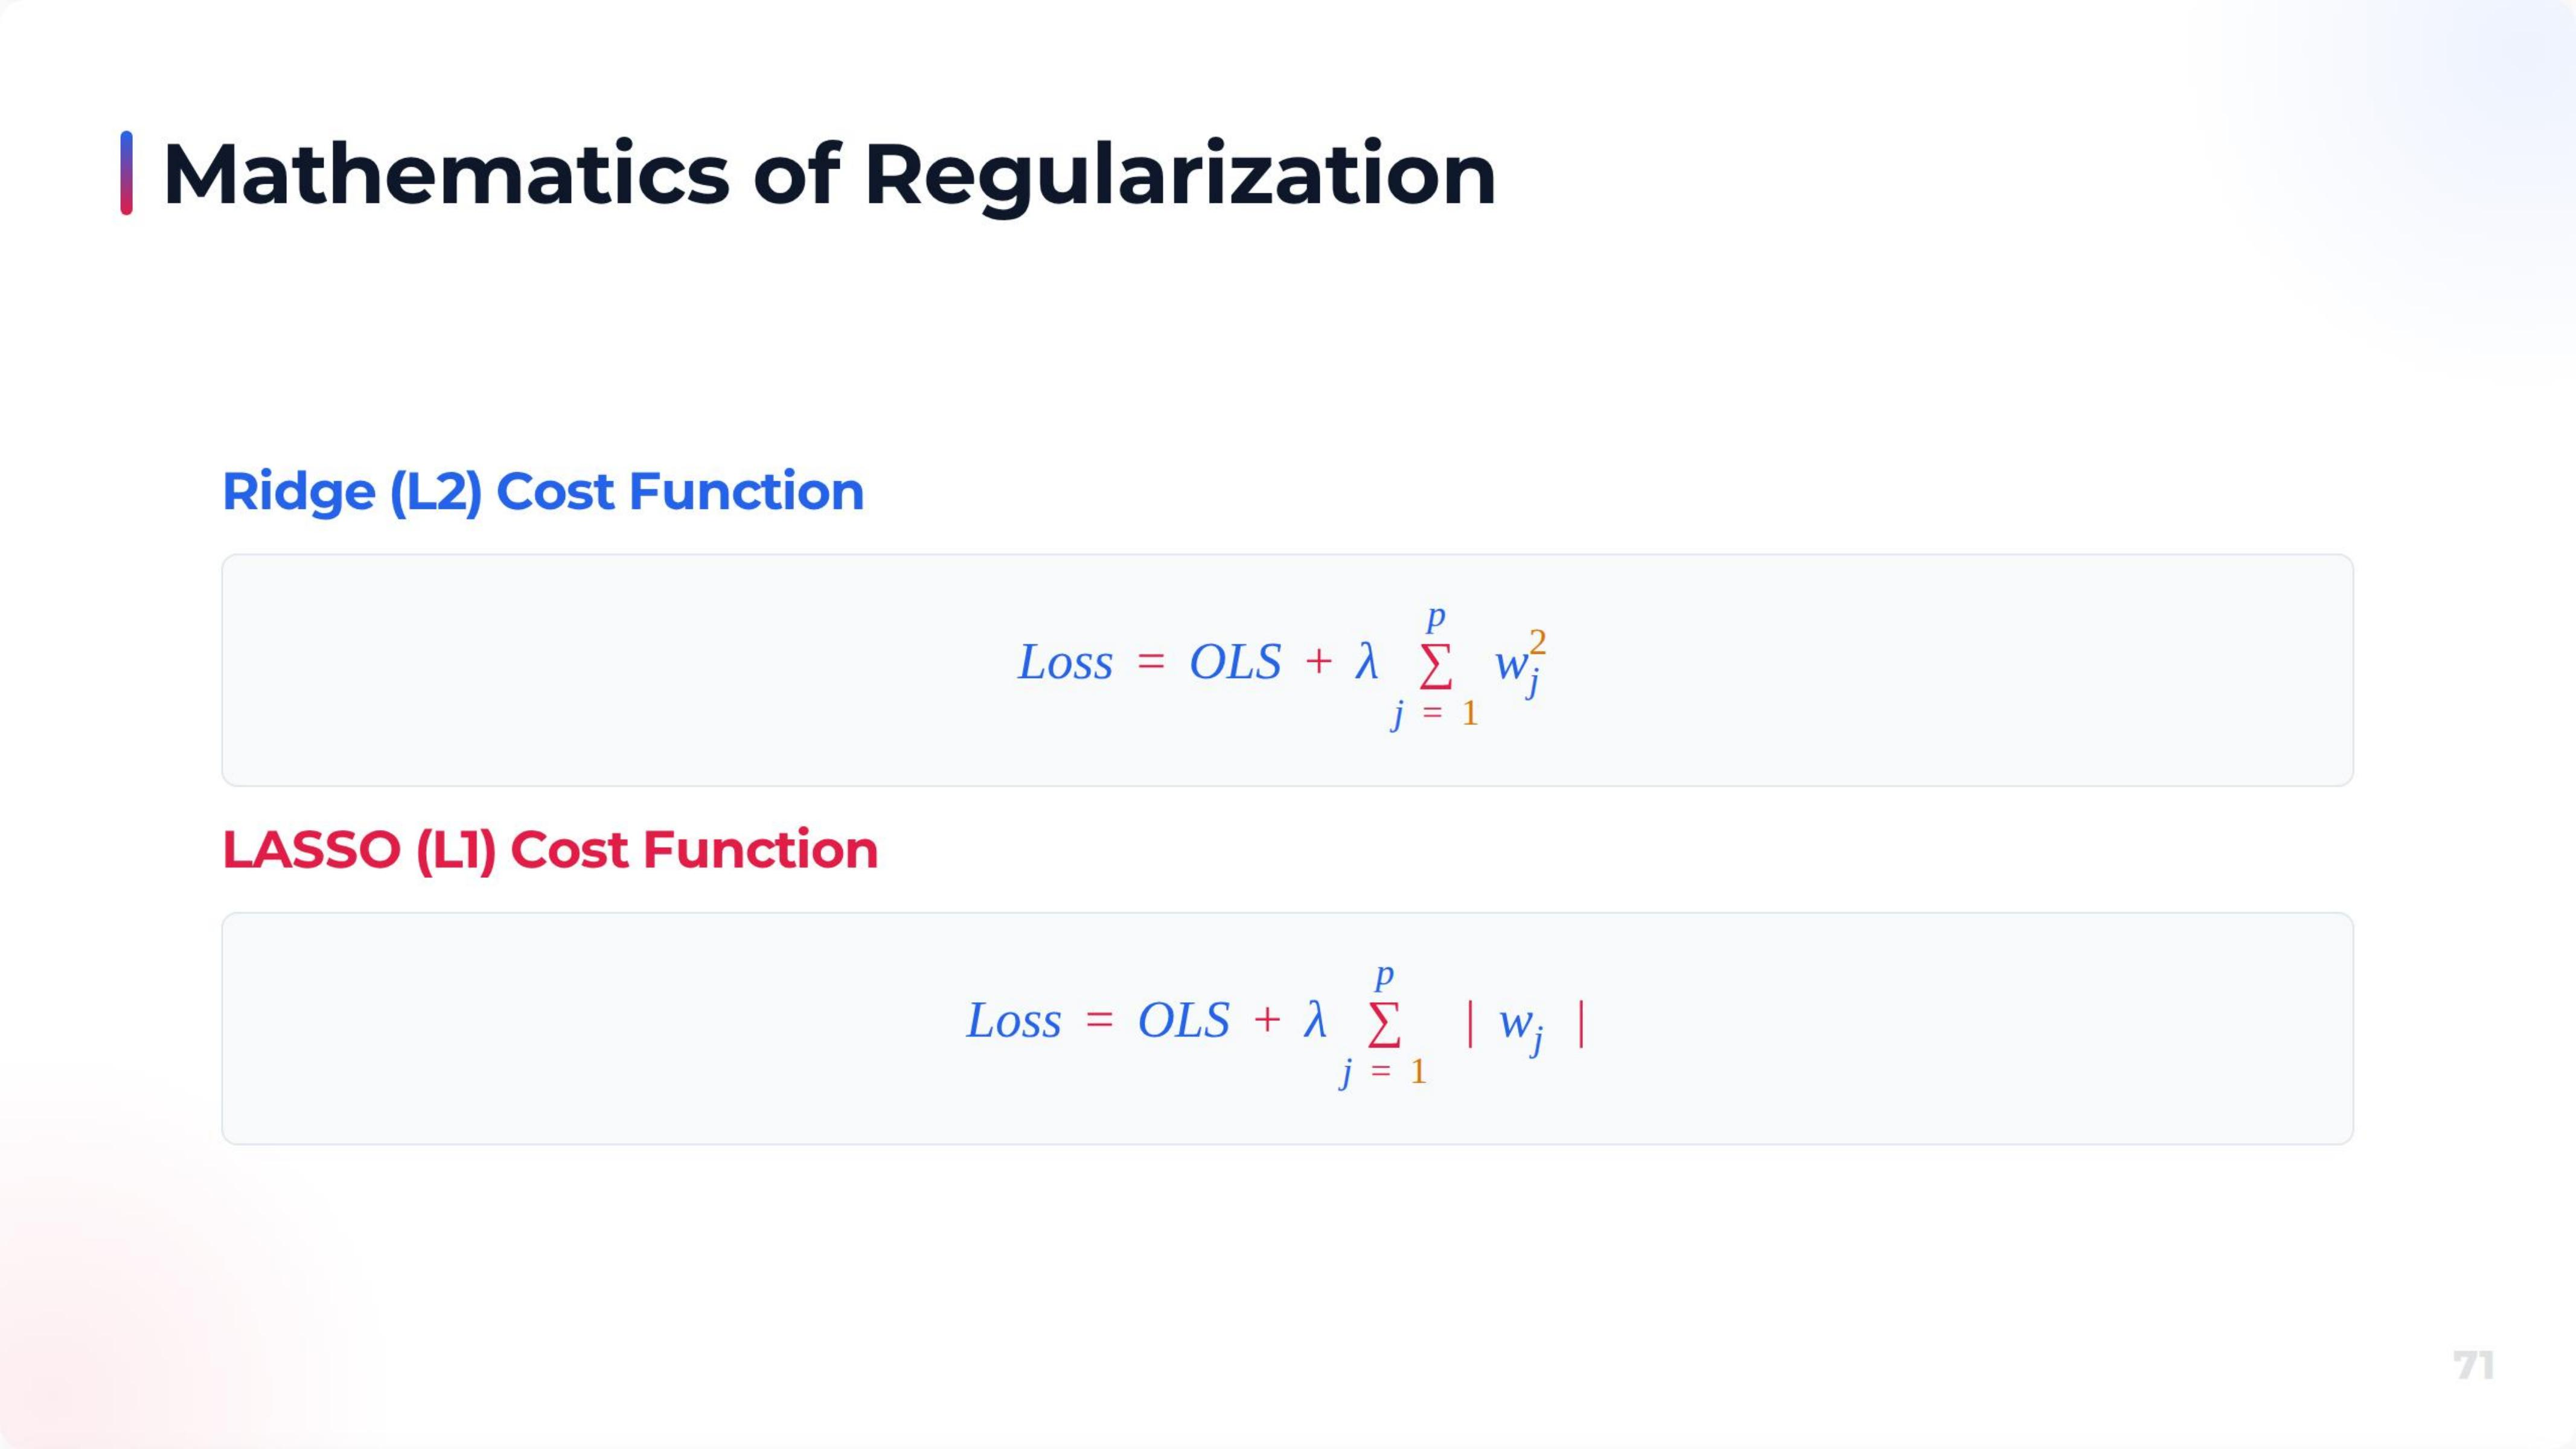 Mathematics of Regularization
Ridge (L2) Cost Function
Loss = OLS + λ ∑_{j = 1}^{p} w_j^2
LASSO (L1) Cost Function
Loss = OLS + λ ∑_{j = 1}^{p} | w_j |
71